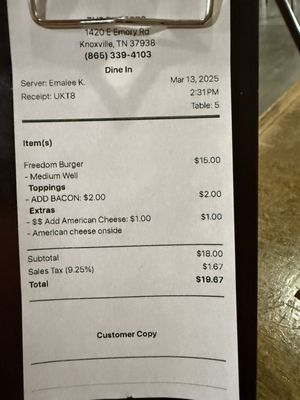 1420 E Emory Rd
Knoxville, TN 37938
(865) 339-4103
Dine In
Server: Emalee K. Mar 13, 2025
Receipt: UKT8 2:31 PM
Table: 5
Item(s)
Freedom Burger $15.00
- Medium Well
Toppings
- ADD BACON: $2.00 $2.00
Extras
- $$ Add American Cheese: $1.00 $1.00
- American cheese onside
Subtotal $18.00
Sales Tax (9.25%) $1.67
Total $19.67
Customer Copy